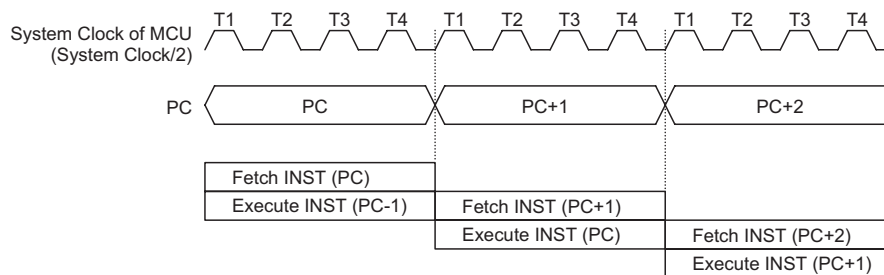 T1 T2 T3 T4 T1 T2 T3 T4 T1 T2 T3 T4
System Clock of MCU
(System Clock/2)
PC PC PC+1 PC+2
Fetch INST (PC)
Execute INST (PC-1) Fetch INST (PC+1)
Execute INST (PC) Fetch INST (PC+2)
Execute INST (PC+1)